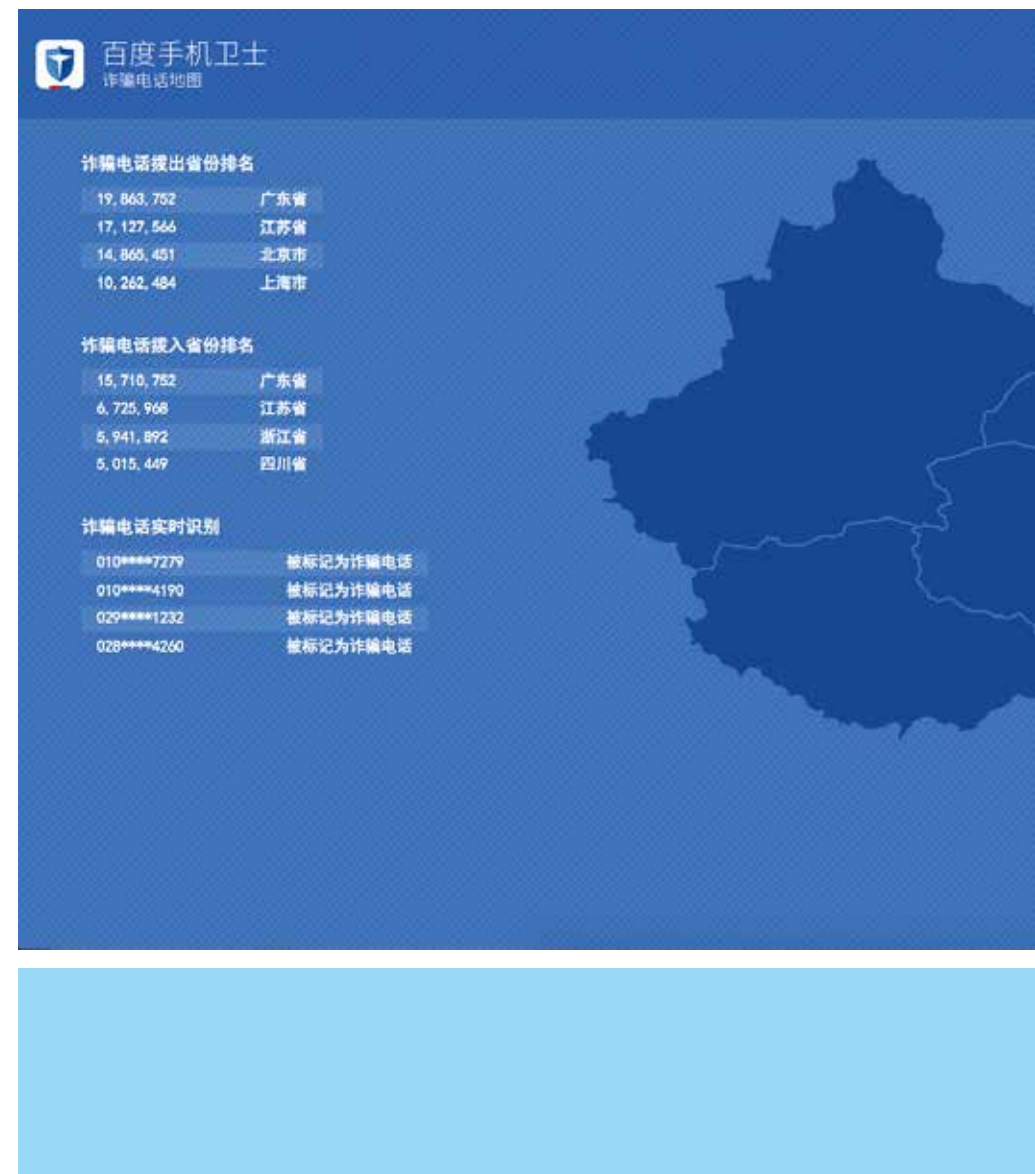 百度手机卫士
诈骗电话地图
诈骗电话拨出省份排名
19,863,752 广东省
17,127,566 江苏省
14,865,451 北京市
10,262,484 上海市
诈骗电话拨入省份排名
15,710,752 广东省
6,725,968 江苏省
5,941,892 浙江省
5,015,449 四川省
诈骗电话实时识别
010****7279 被标记为诈骗电话
010****4190 被标记为诈骗电话
029****1232 被标记为诈骗电话
028****4260 被标记为诈骗电话